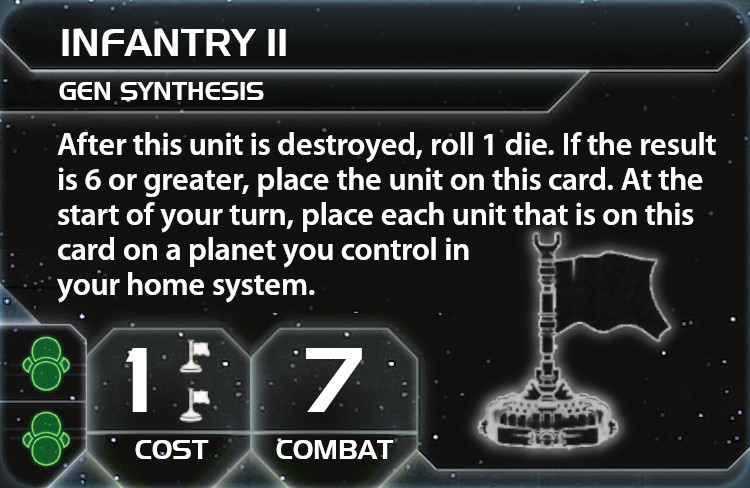 INFANTRY II
GEN SYNTHESIS
After this unit is destroyed, roll 1 die. If the result
is 6 or greater, place the unit on this card. At the
start of your turn, place each unit that is on this
card on a planet you control in
your home system.
1
7
COST
COMBAT